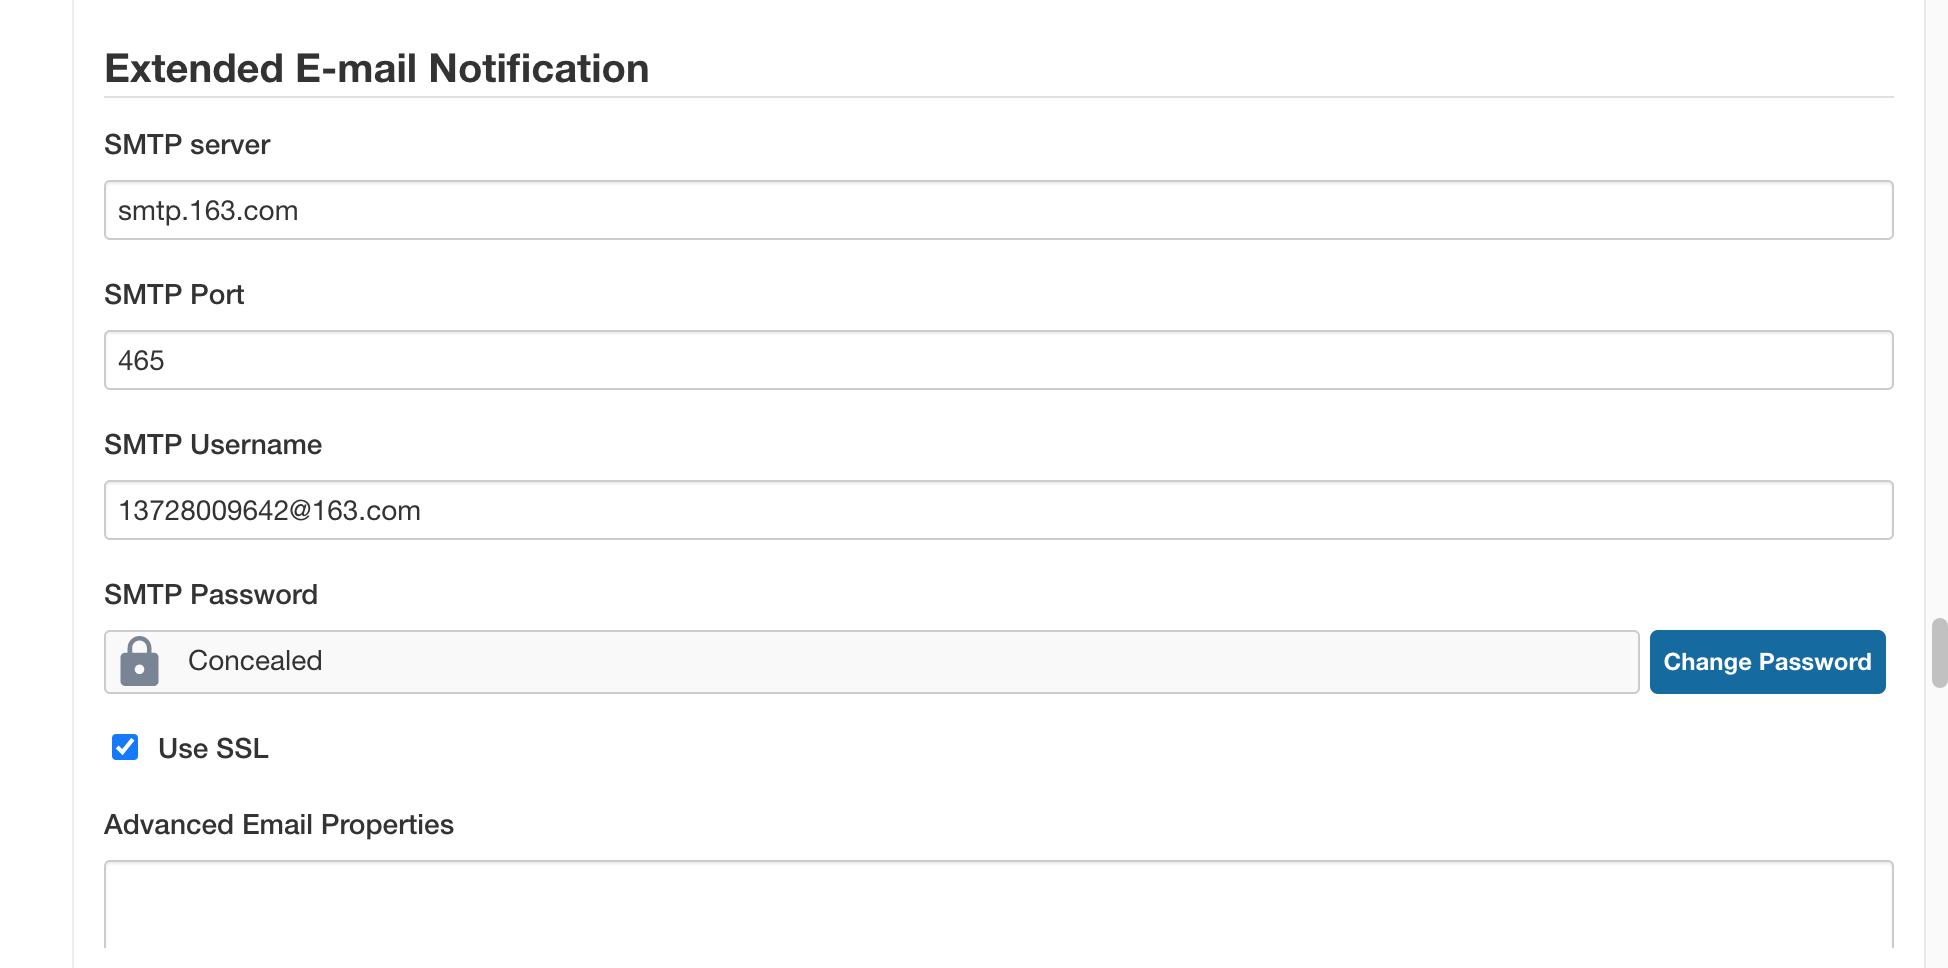 Extended E-mail Notification
SMTP server
smtp.163.com
SMTP Port
465
SMTP Username
13728009642@163.com
SMTP Password
Concealed
Change Password
Use SSL
Advanced Email Properties